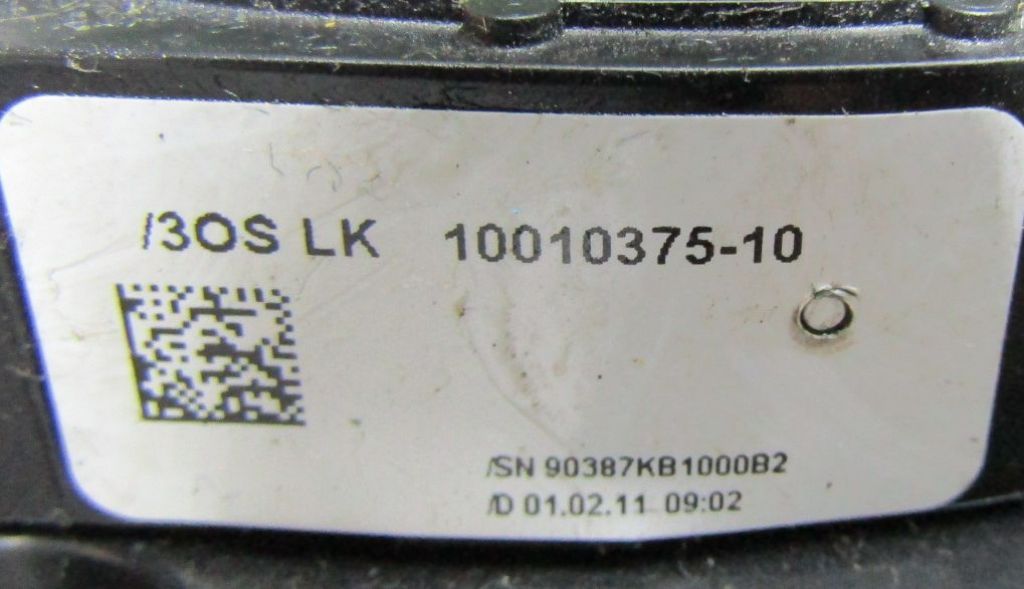 /3OS LK 10010375-10
/SN 90387KB1000B2
/D 01.02.11 09:02